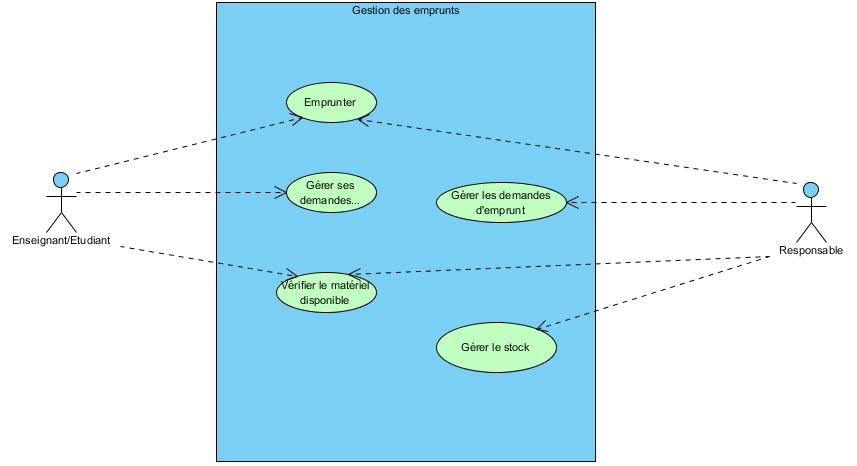 Gestion des emprunts
Emprunter
Gérer ses
demandes...
Gérer les demandes
d'emprunt
Enseignant/Etudiant
Responsable
Vérifier le matériel
disponible
Gérer le stock